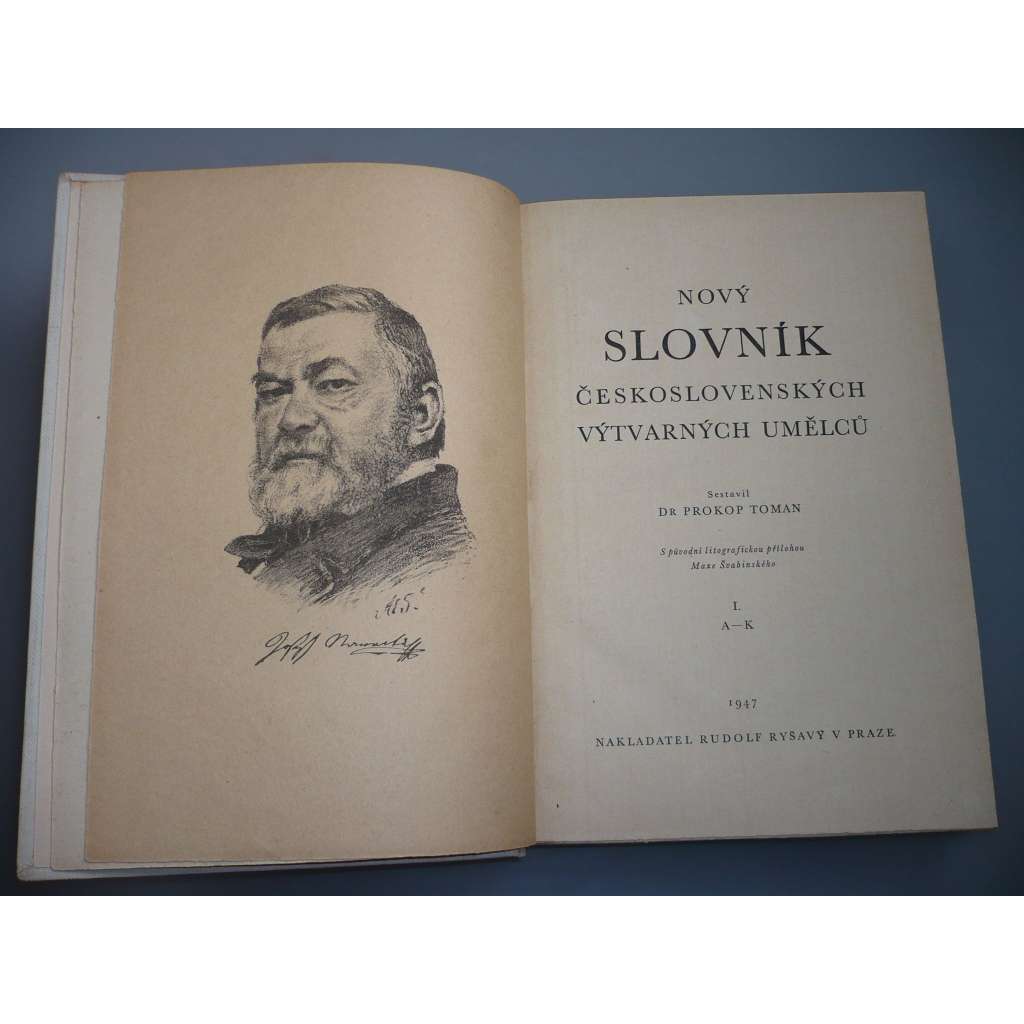 NOVÝ
SLOVNÍK
ČESKOSLOVENSKÝCH
VÝTVARNÝCH UMĚLCŮ
Sestavil
DR PROKOP TOMAN
S původní litografickou přílohou
Maxe Švabinského
I.
A—K
1947
NAKLADATEL RUDOLF RYŠAVÝ V PRAZE